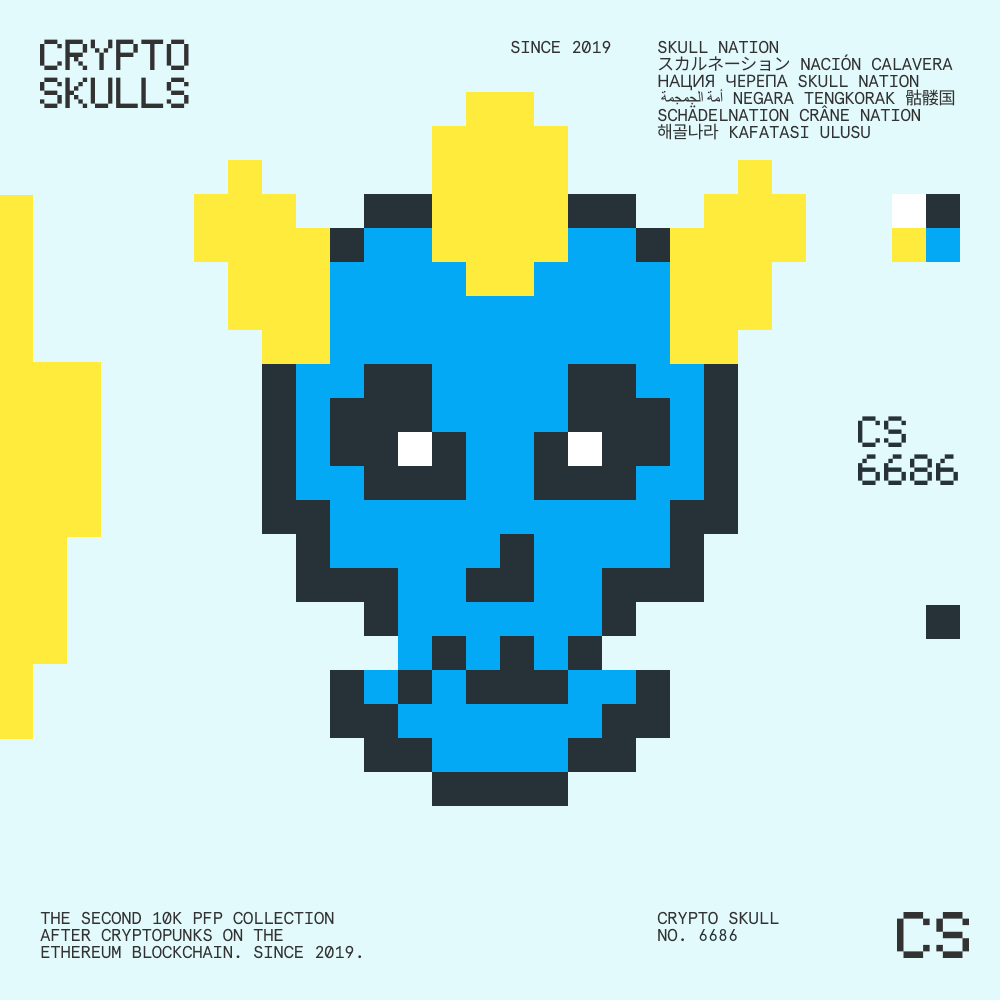 CRYPTO
SKULLS
SINCE 2019
SKULL NATION
スカルネーション NACIÓN CALAVERA
НАЦИЯ ЧЕРЕПА SKULL NATION
أمة الجمجمة NEGARA TENGKORAK 骷髅国
SCHÄDELNATION CRÂNE NATION
해골나라 KAFATASI ULUSU
CS
6686
THE SECOND 10K PFP COLLECTION
AFTER CRYPTOPUNKS ON THE
ETHEREUM BLOCKCHAIN. SINCE 2019.
CRYPTO SKULL
NO. 6686
CS